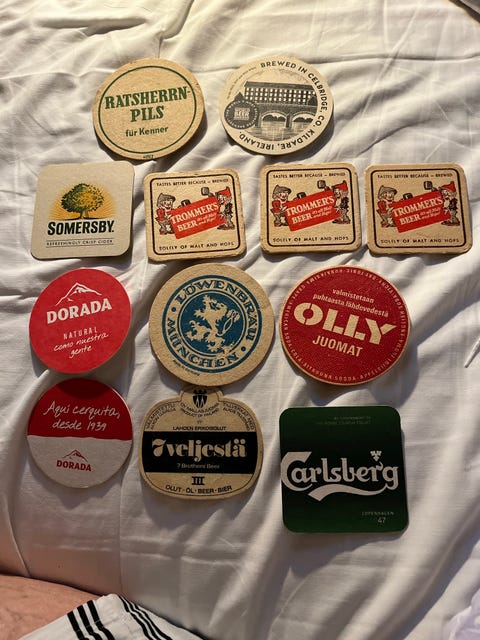 RATSHERRN-
PILS
für Kenner
BREWED IN CELBRIDGE, CO. KILDARE, IRELAND.
SOMERSBY.
REFRESHINGLY CRISP CIDER
TASTES BETTER BECAUSE - BREWED
TROMMER'S
BEER
SOLELY OF MALT AND HOPS
TASTES BETTER BECAUSE - BREWED
TROMMER'S
BEER
SOLELY OF MALT AND HOPS
TASTES BETTER BECAUSE - BREWED
TROMMER'S
BEER
SOLELY OF MALT AND HOPS
DORADA
NATURAL
como nuestra
gente
LÖWENBRÄU
MÜNCHEN
valmistetaan
puhtaasta lähdevedestä
OLLY
JUOMAT
Aquí cerquita,
desde 1939
DORADA
LAHDEN ERIKOISOLUT
7veljestä
7 Brothers Beer
III
OLUT·ÖL·BEER·BIER
Carlsberg
COPENHAGEN
47